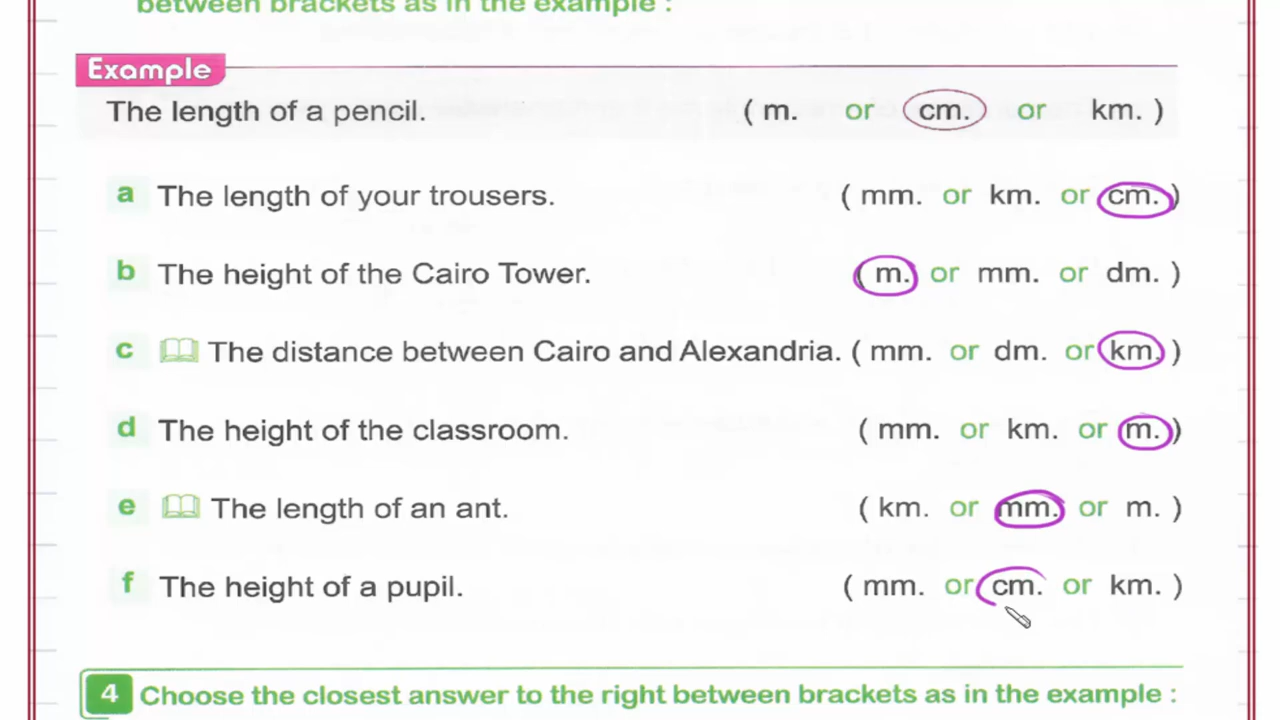 between brackets as in the example :
Example
The length of a pencil. ( m. or cm. or km. )
a The length of your trousers. ( mm. or km. or cm. )
b The height of the Cairo Tower. ( m. or mm. or dm. )
c The distance between Cairo and Alexandria. ( mm. or dm. or km. )
d The height of the classroom. ( mm. or km. or m. )
e The length of an ant. ( km. or mm. or m. )
f The height of a pupil. ( mm. or cm. or km. )
4 Choose the closest answer to the right between brackets as in the example :